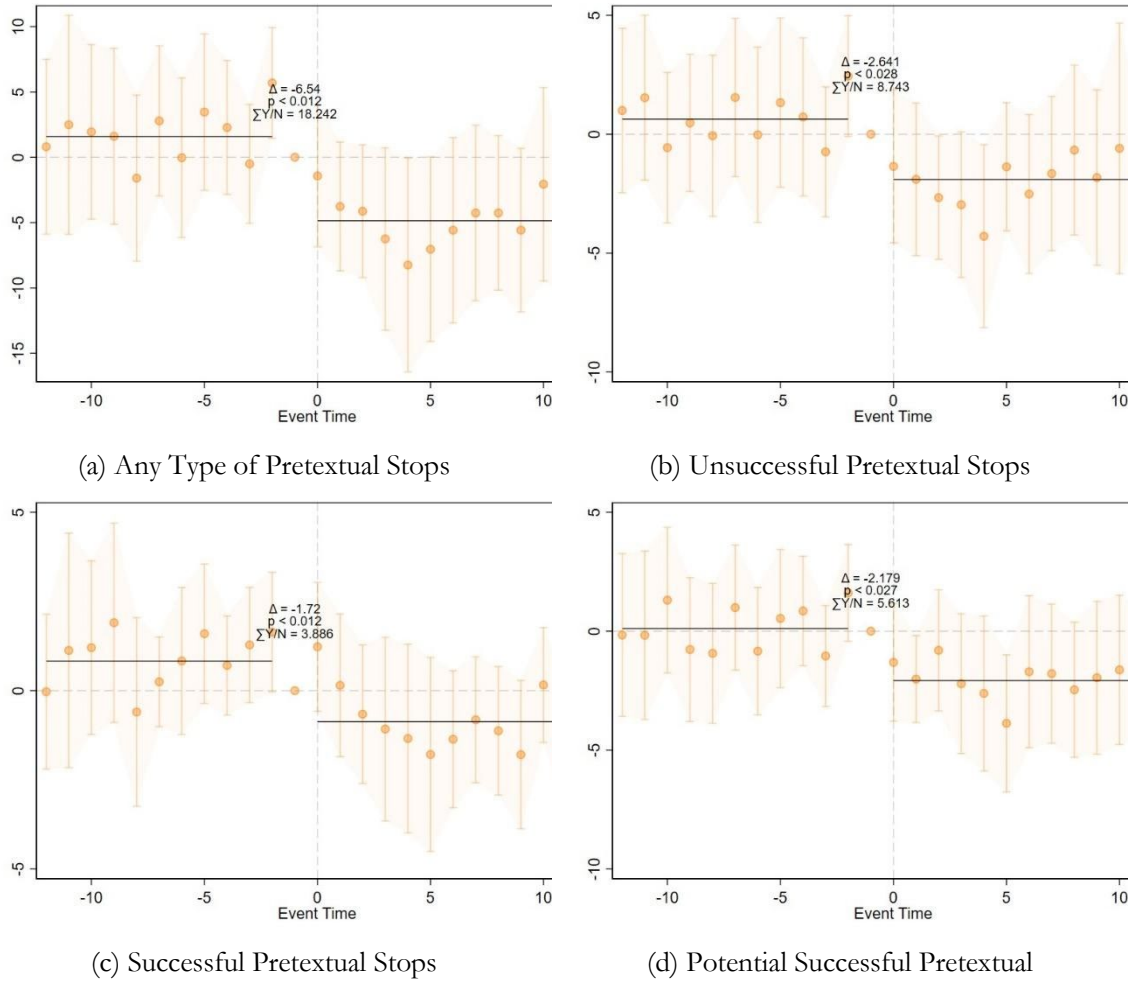 10
5
0
-5
-10
-15
Δ = -6.54
p < 0.012
∑Y/N = 18.242
-10
-5
0
5
10
Event Time
(a) Any Type of Pretextual Stops
5
0
-5
-10
Δ = -2.641
p < 0.028
∑Y/N = 8.743
-10
-5
0
5
10
Event Time
(b) Unsuccessful Pretextual Stops
5
0
-5
Δ = -1.72
p < 0.012
∑Y/N = 3.886
-10
-5
0
5
10
Event Time
(c) Successful Pretextual Stops
5
0
-5
-10
Δ = -2.179
p < 0.027
∑Y/N = 5.613
-10
-5
0
5
10
Event Time
(d) Potential Successful Pretextual